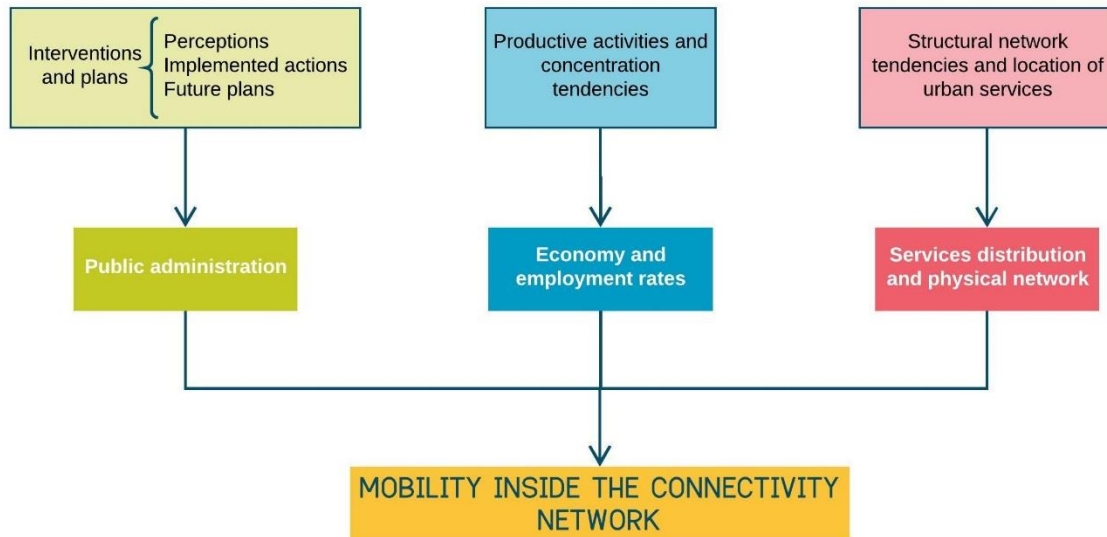 Interventions
and plans
Perceptions
Implemented actions
Future plans
Productive activities and
concentration
tendencies
Structural network
tendencies and location of
urban services
Public administration
Economy and
employment rates
Services distribution
and physical network
MOBILITY INSIDE THE CONNECTIVITY
NETWORK